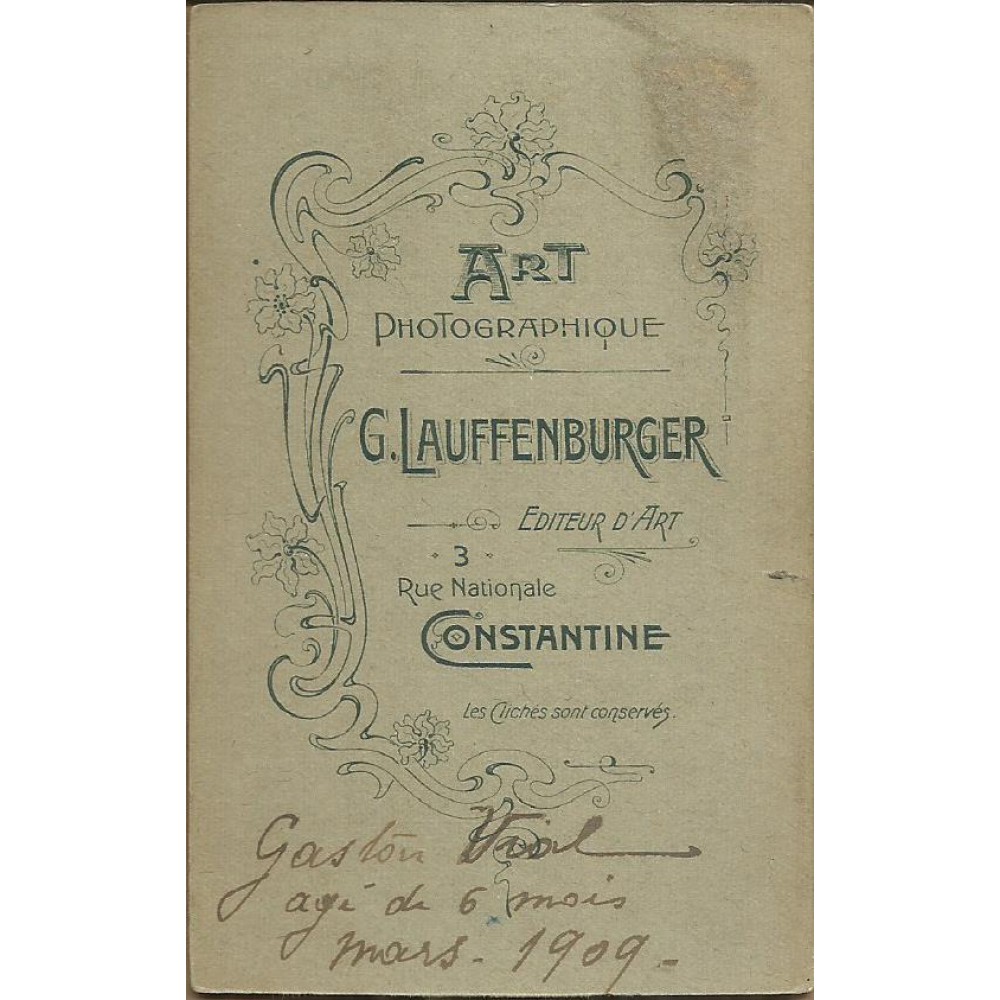 ART
PHOTOGRAPHIQUE
G. LAUFFENBURGER
EDITEUR D'ART
3
Rue Nationale
CONSTANTINE
Les Clichés sont conservés.
Gaston Vial
agé de 6 mois
mars - 1909 -